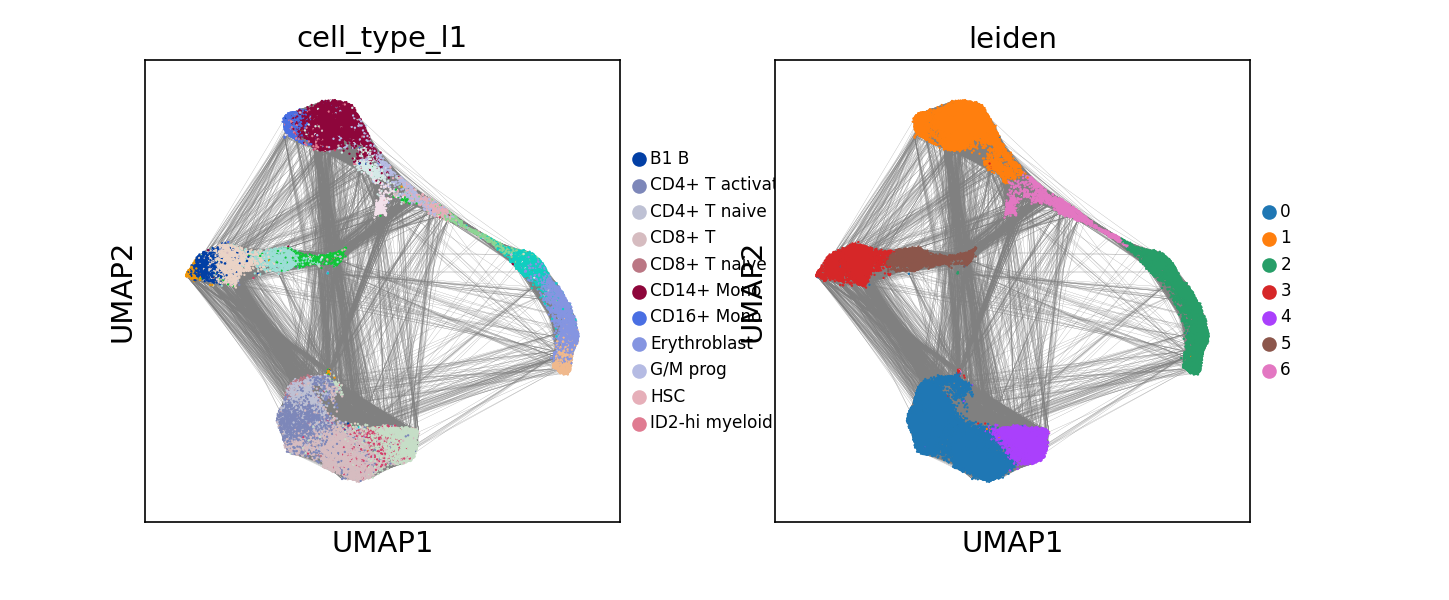 cell_type_l1
UMAP2
UMAP1
B1 B
CD4+ T activat
CD4+ T naive
CD8+ T
CD8+ T naive
CD14+ Mono
CD16+ Mono
Erythroblast
G/M prog
HSC
ID2-hi myeloid
leiden
UMAP2
UMAP1
0
1
2
3
4
5
6